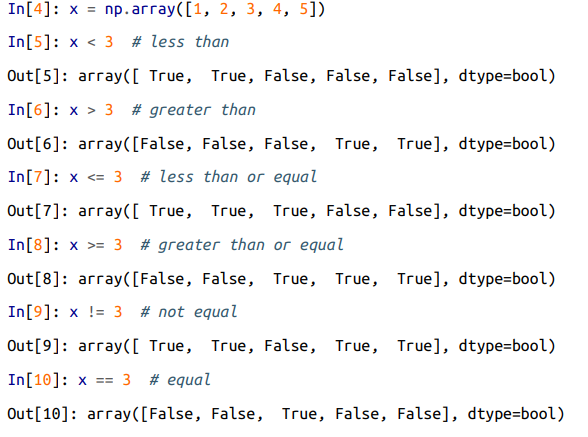 In[4]: x = np.array([1, 2, 3, 4, 5])
In[5]: x < 3  # less than
Out[5]: array([ True,  True, False, False, False], dtype=bool)
In[6]: x > 3  # greater than
Out[6]: array([False, False, False,  True,  True], dtype=bool)
In[7]: x <= 3  # less than or equal
Out[7]: array([ True,  True,  True, False, False], dtype=bool)
In[8]: x >= 3  # greater than or equal
Out[8]: array([False, False,  True,  True,  True], dtype=bool)
In[9]: x != 3  # not equal
Out[9]: array([ True,  True, False,  True,  True], dtype=bool)
In[10]: x == 3  # equal
Out[10]: array([False, False,  True, False, False], dtype=bool)